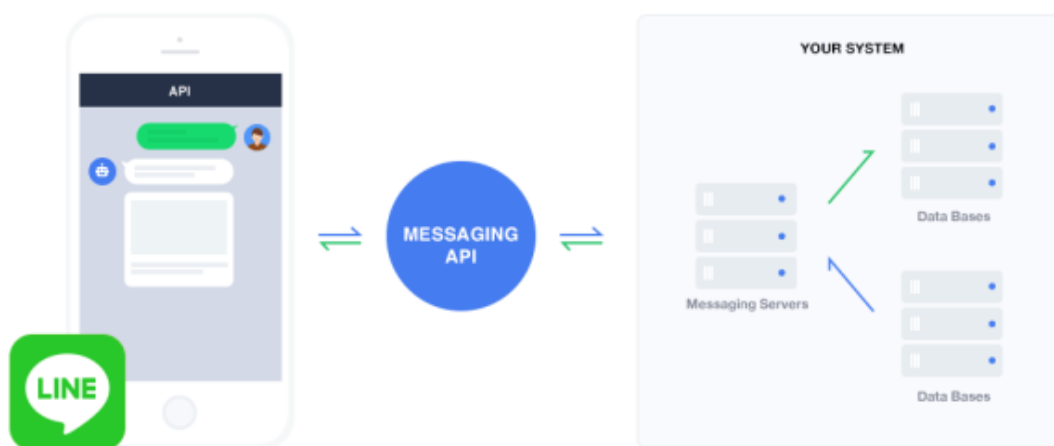 YOUR SYSTEM
API
MESSAGING
API
Data Bases
Messaging Servers
LINE
Data Bases